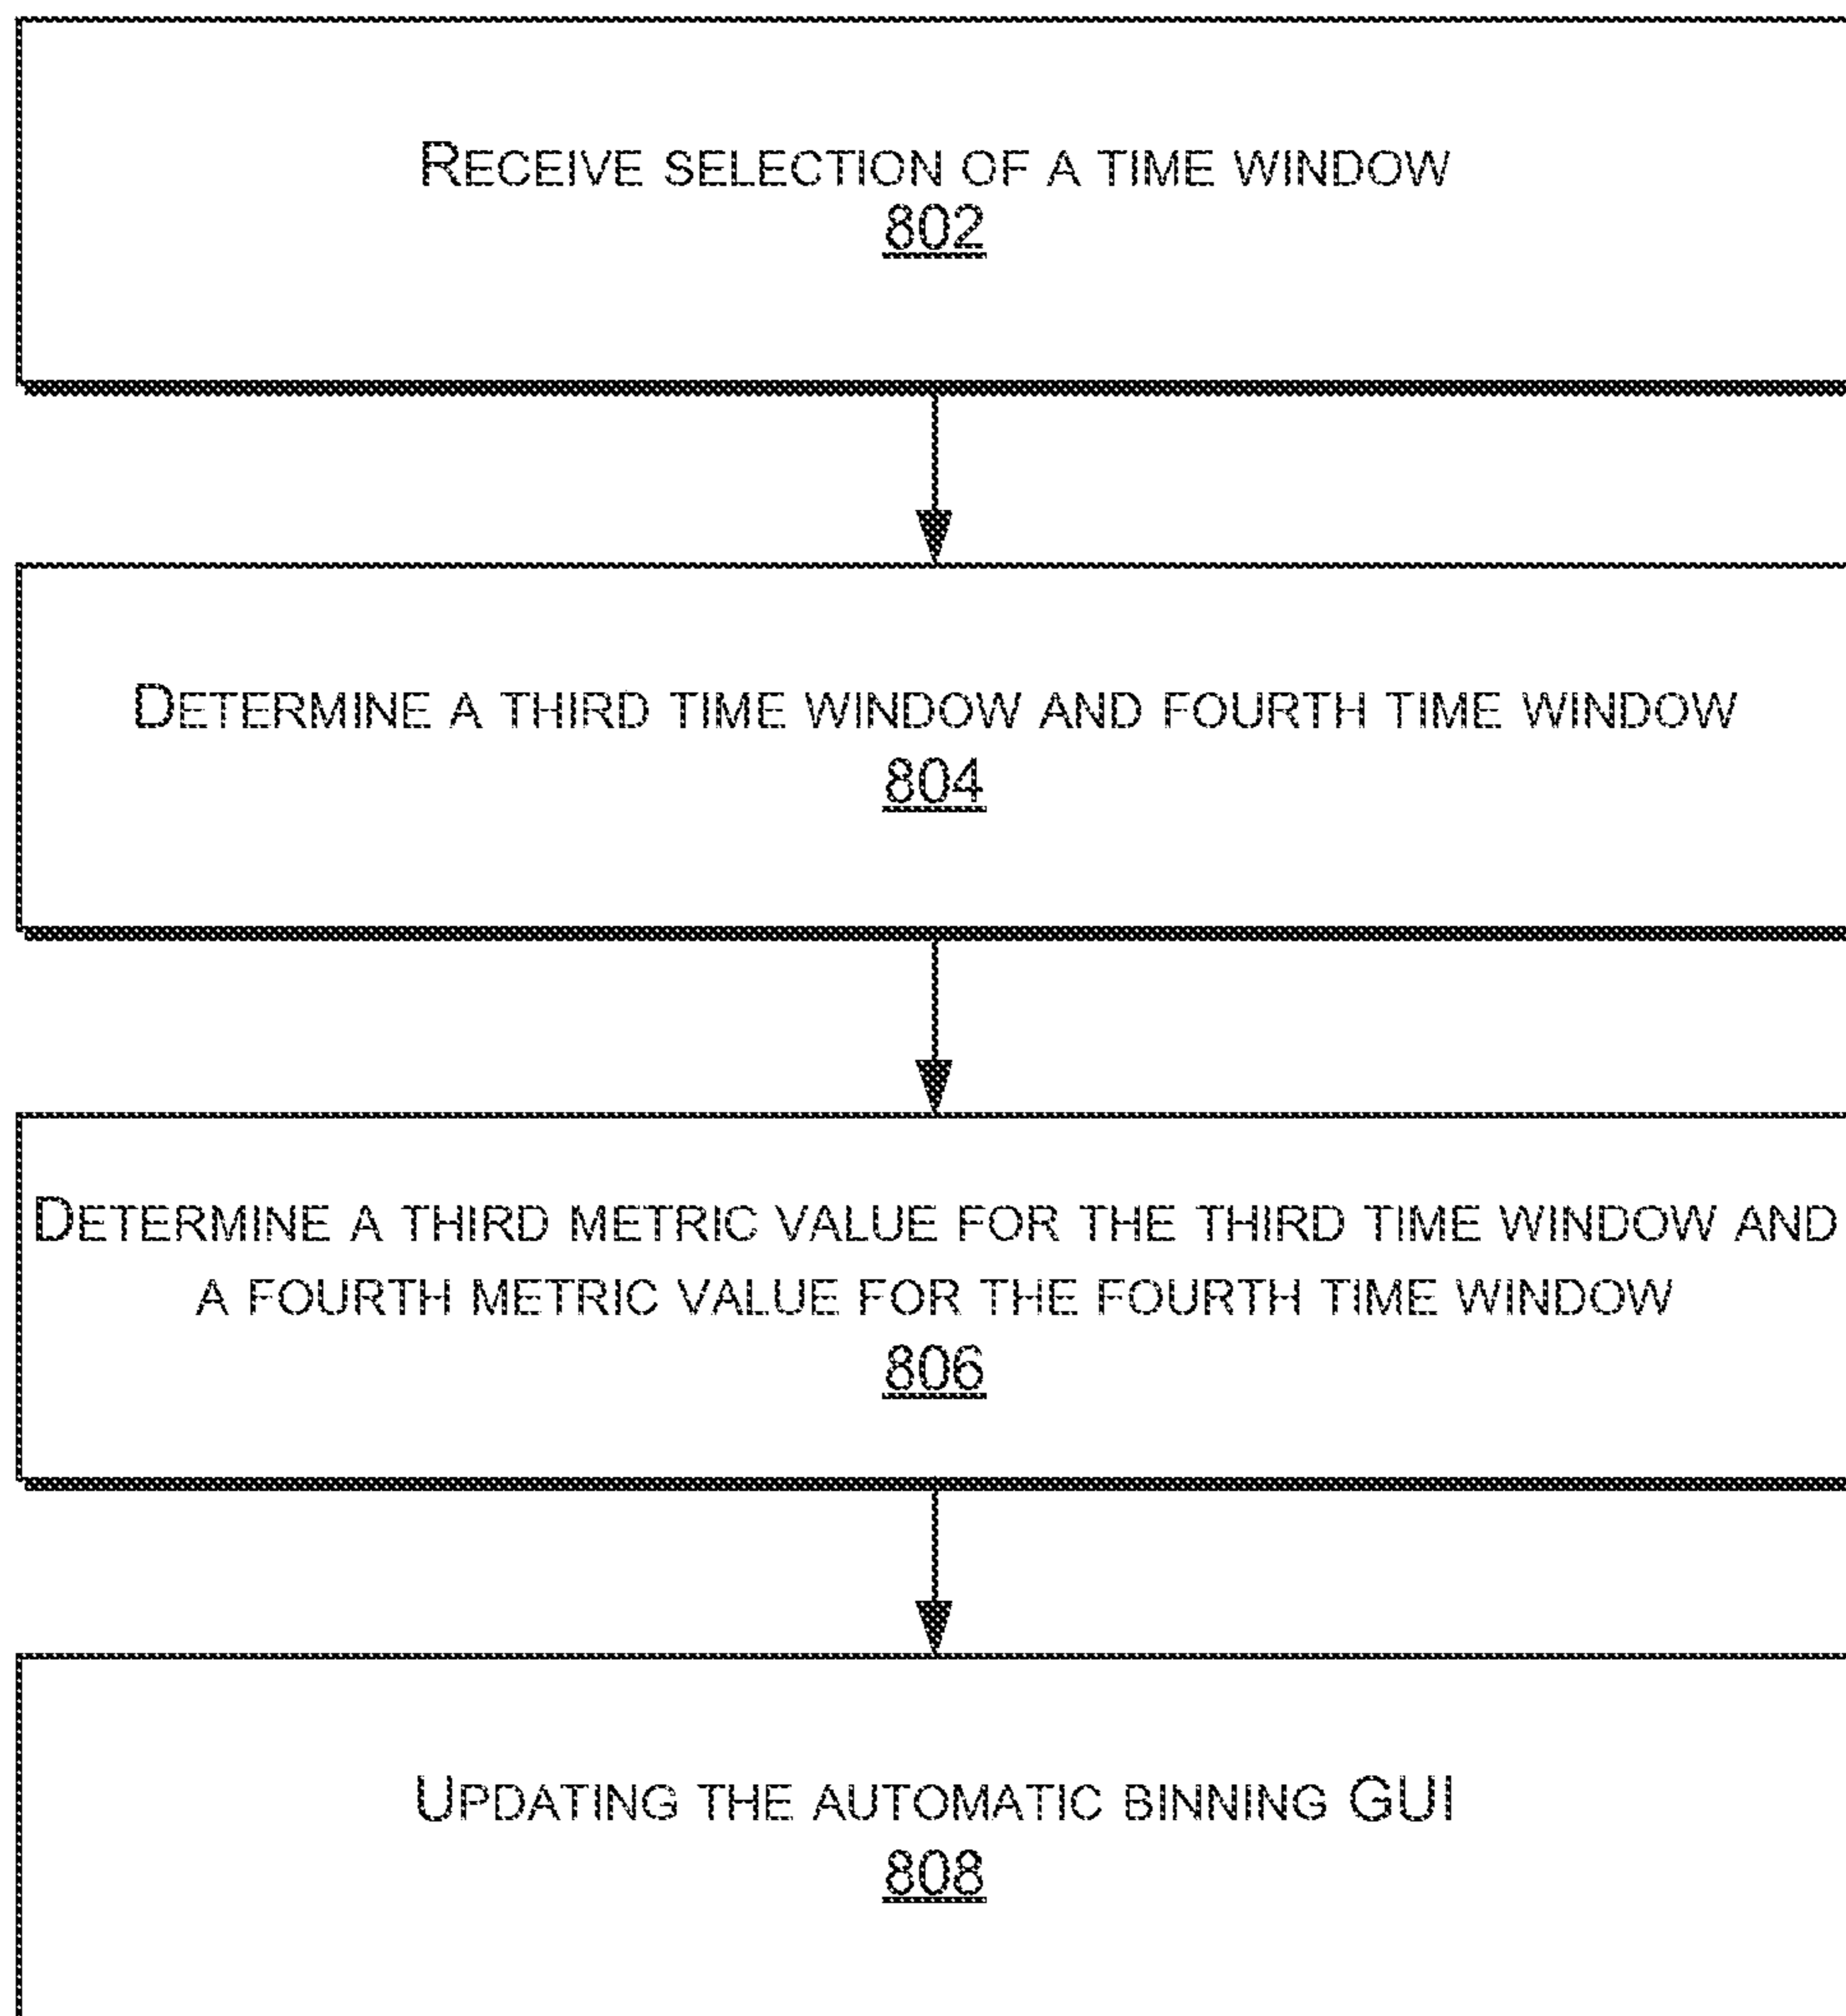 RECEIVE SELECTION OF A TIME WINDOW
802
DETERMINE A THIRD TIME WINDOW AND FOURTH TIME WINDOW
804
DETERMINE A THIRD METRIC VALUE FOR THE THIRD TIME WINDOW AND
A FOURTH METRIC VALUE FOR THE FOURTH TIME WINDOW
806
UPDATING THE AUTOMATIC BINNING GUI
808